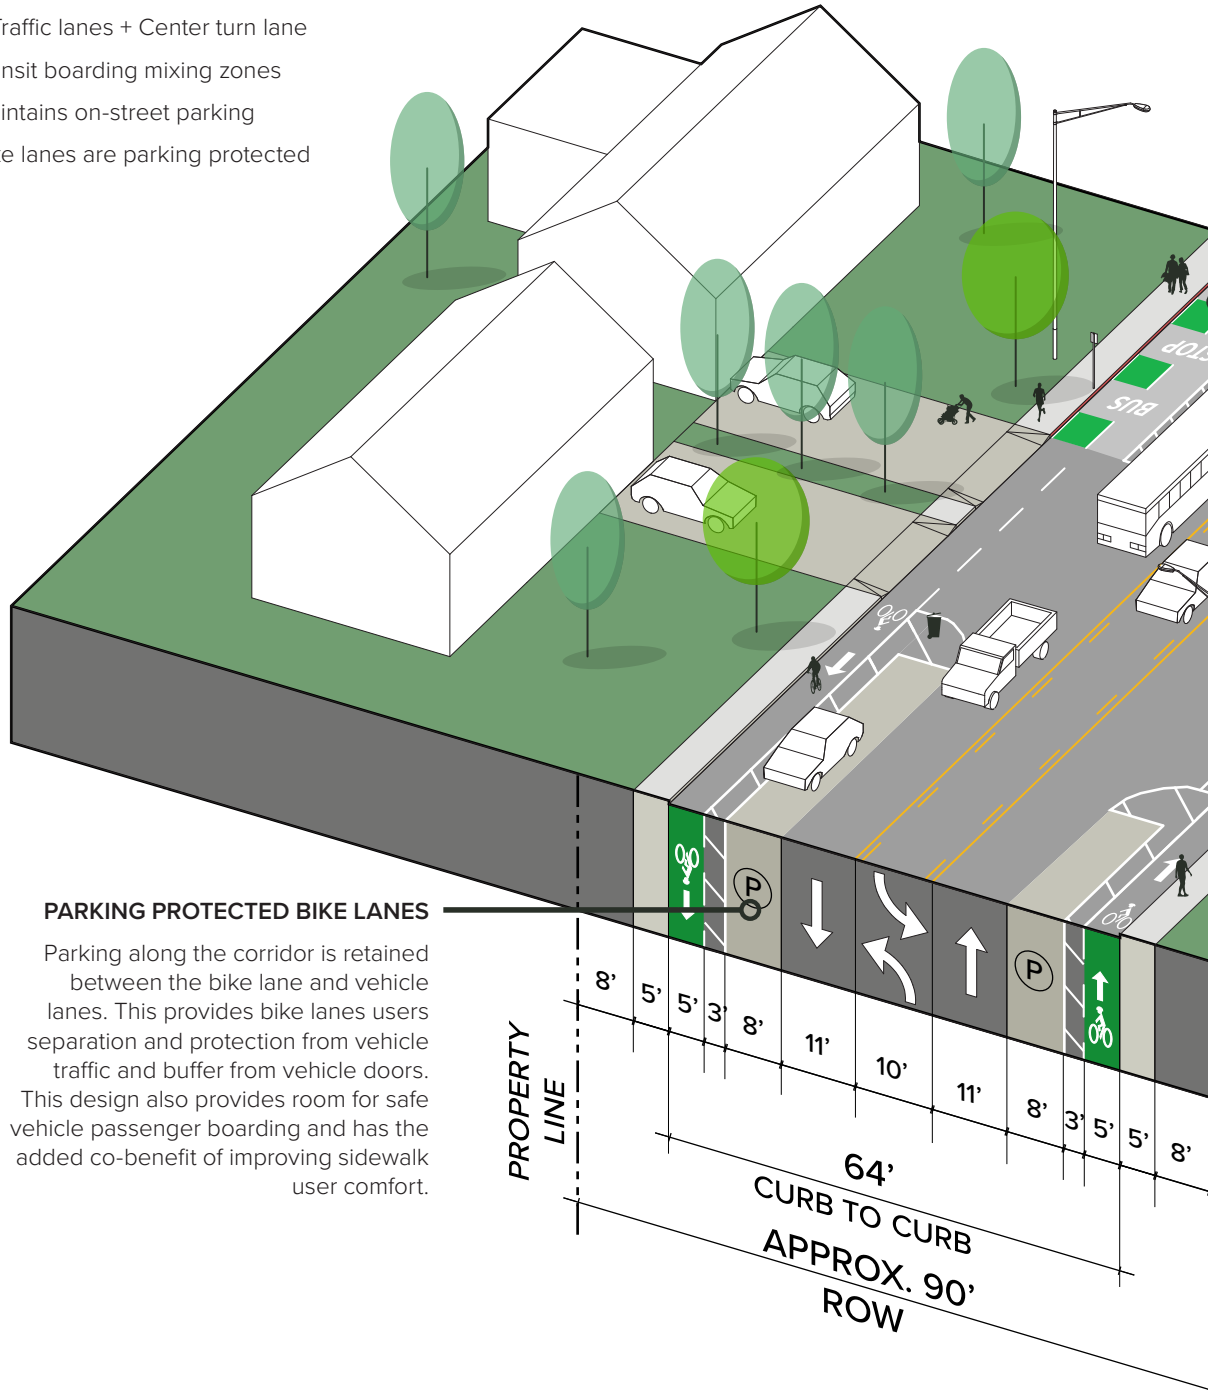 raffic lanes + Center turn lane
nsit boarding mixing zones
intains on-street parking
e lanes are parking protected
TOP
BUS
PARKING PROTECTED BIKE LANES
Parking along the corridor is retained
between the bike lane and vehicle
lanes. This provides bike lanes users
separation and protection from vehicle
traffic and buffer from vehicle doors.
This design also provides room for safe
vehicle passenger boarding and has the
added co-benefit of improving sidewalk
user comfort.
P
P
8’ 5’ 5’ 3’ 8’ 11’ 10’ 11’ 8’ 3’ 5’ 5’ 8’
PROPERTY
LINE
64’
CURB TO CURB
APPROX. 90’
ROW